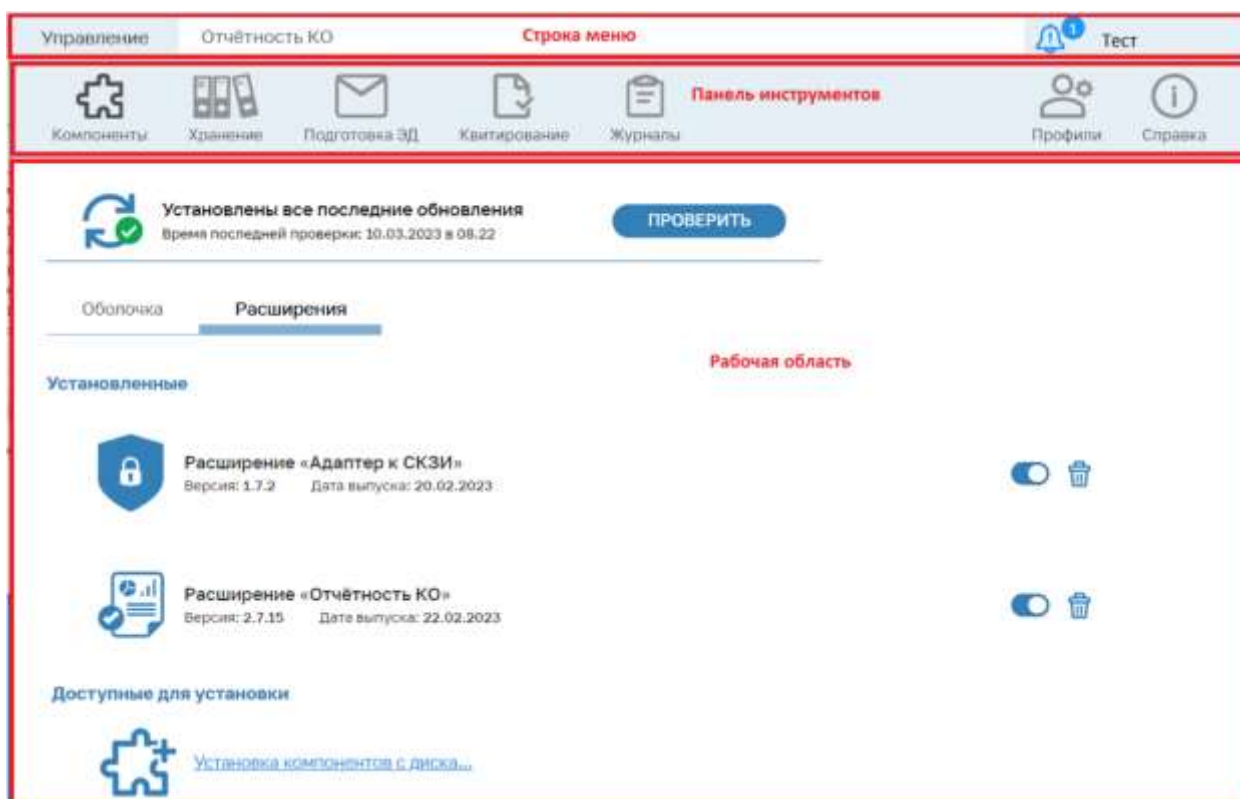 Управление Отчётность КО Строка меню 1 Тест
Панель инструментов
Компоненты Хранение Подготовка ЭД Квитирование Журналы Профили Справка
Установлены все последние обновления ПРОВЕРИТЬ
Время последней проверки: 10.03.2023 в 08.22
Оболочка Расширения
Рабочая область
Установленные
Расширение «Адаптер к СКЗИ»
Версия: 1.7.2 Дата выпуска: 20.02.2023
Расширение «Отчётность КО»
Версия: 2.7.15 Дата выпуска: 22.02.2023
Доступные для установки
Установка компонентов с диска...